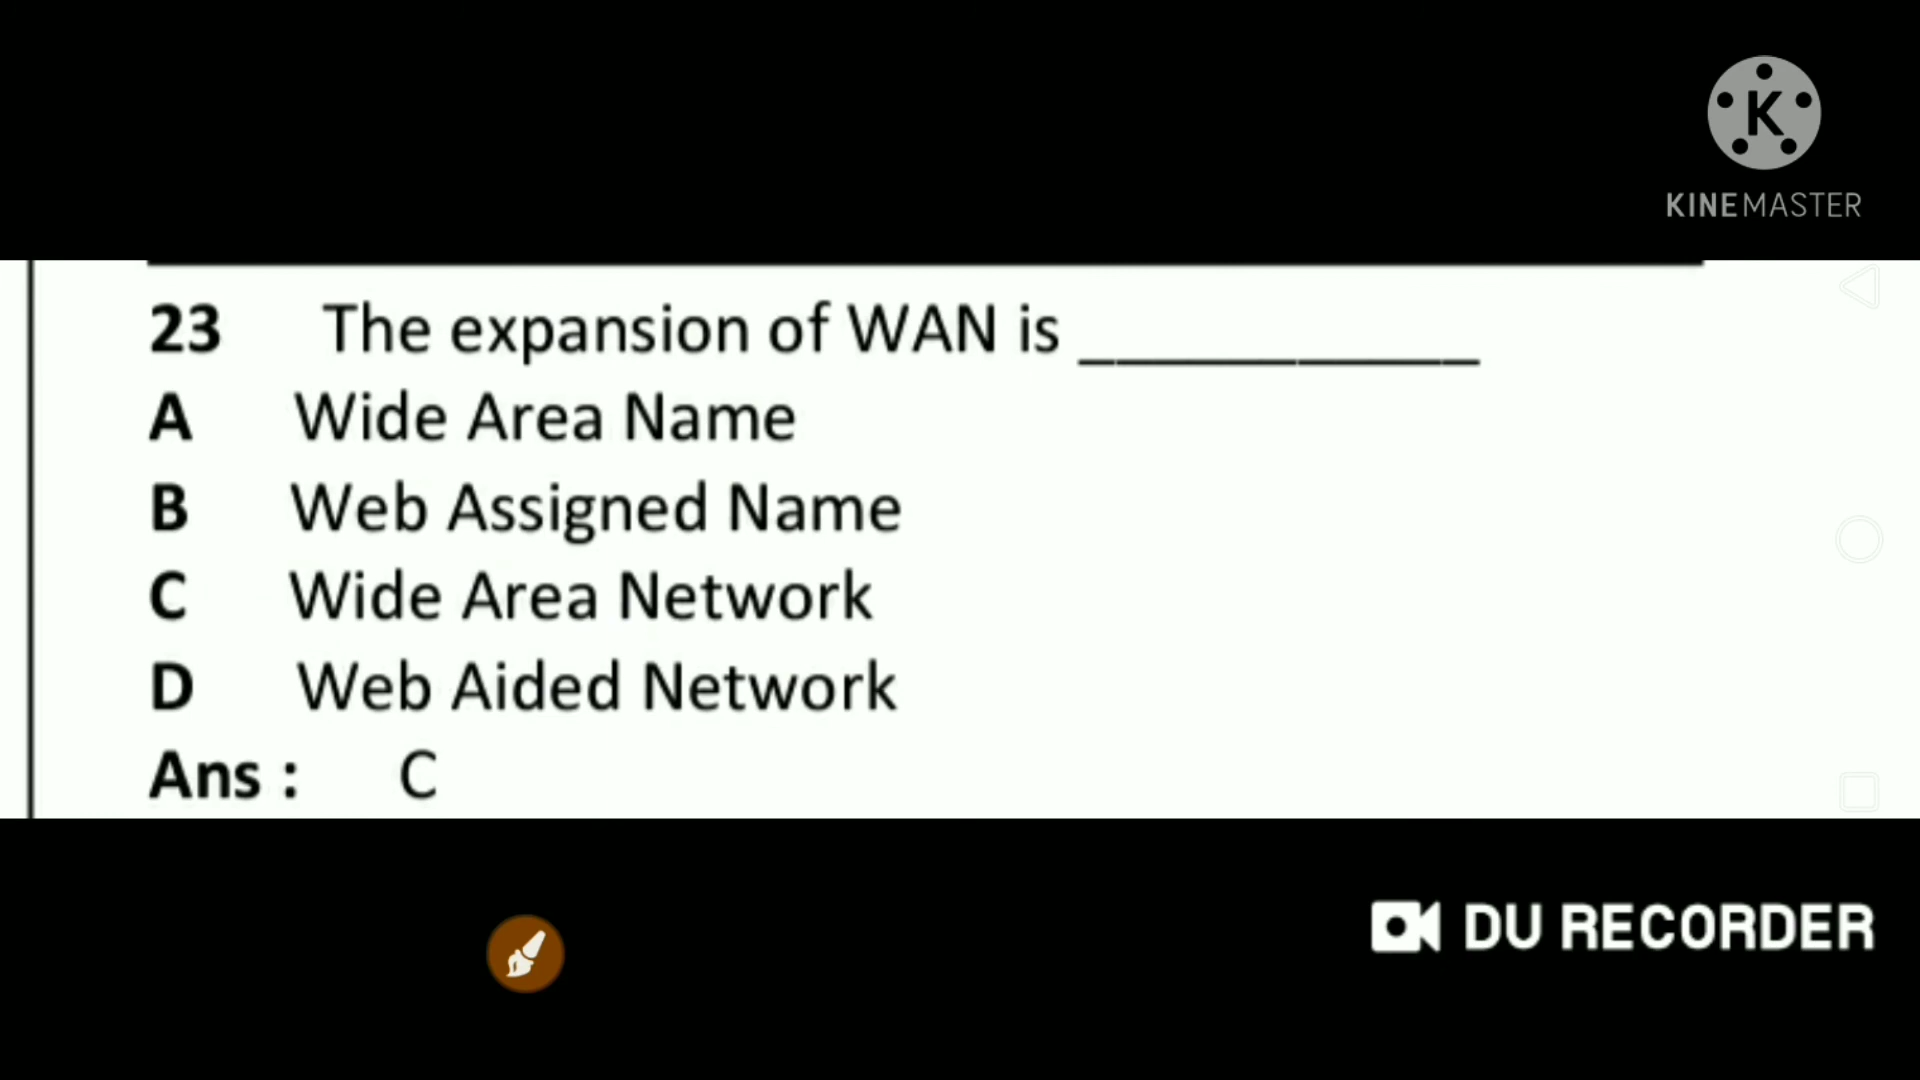 K
KINEMASTER
23 The expansion of WAN is ___________
A Wide Area Name
B Web Assigned Name
C Wide Area Network
D Web Aided Network
Ans : C
DU RECORDER